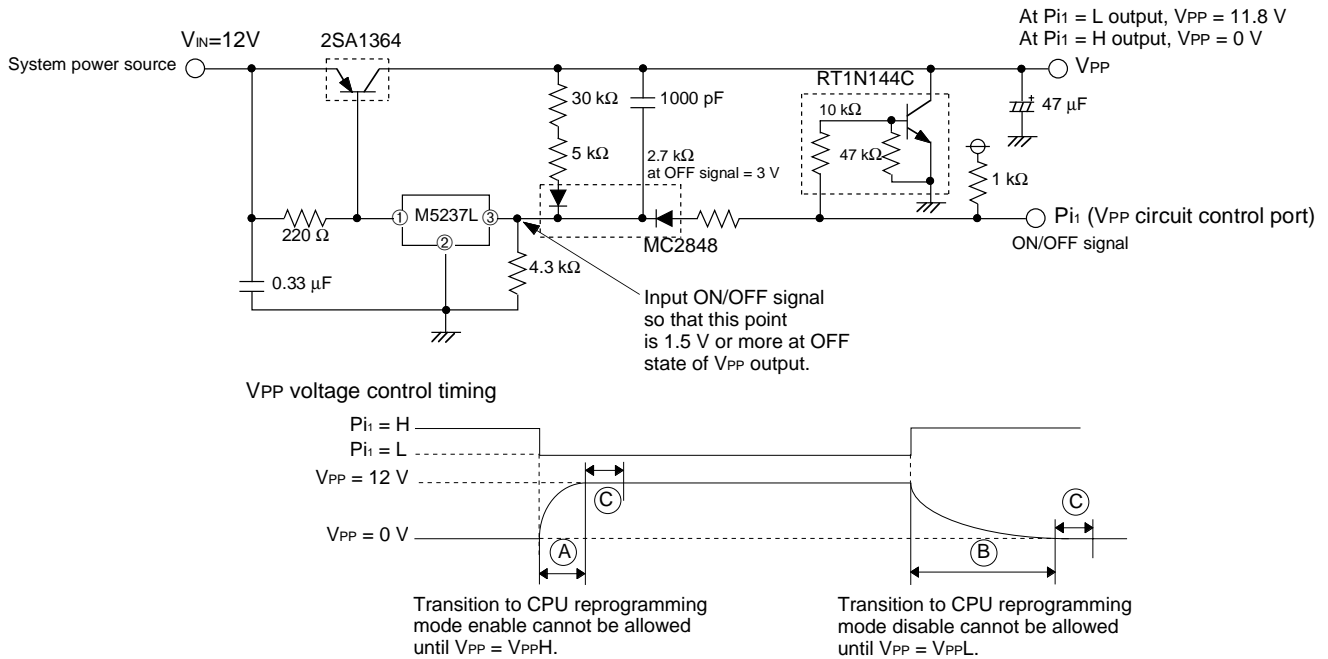 At Pi1 = L output, VPP = 11.8 V
At Pi1 = H output, VPP = 0 V
VIN=12V
2SA1364
System power source
VPP
RT1N144C
30 kΩ
1000 pF
10 kΩ
47 µF
5 kΩ
2.7 kΩ
at OFF signal = 3 V
47 kΩ
1 kΩ
1
M5237L
3
2
220 Ω
MC2848
Pi1 (VPP circuit control port)
ON/OFF signal
4.3 kΩ
0.33 µF
Input ON/OFF signal
so that this point
is 1.5 V or more at OFF
state of VPP output.
VPP voltage control timing
Pi1 = H
Pi1 = L
VPP = 12 V
C
C
VPP = 0 V
A
B
Transition to CPU reprogramming
mode enable cannot be allowed
until VPP = VPPH.
Transition to CPU reprogramming
mode disable cannot be allowed
until VPP = VPPL.